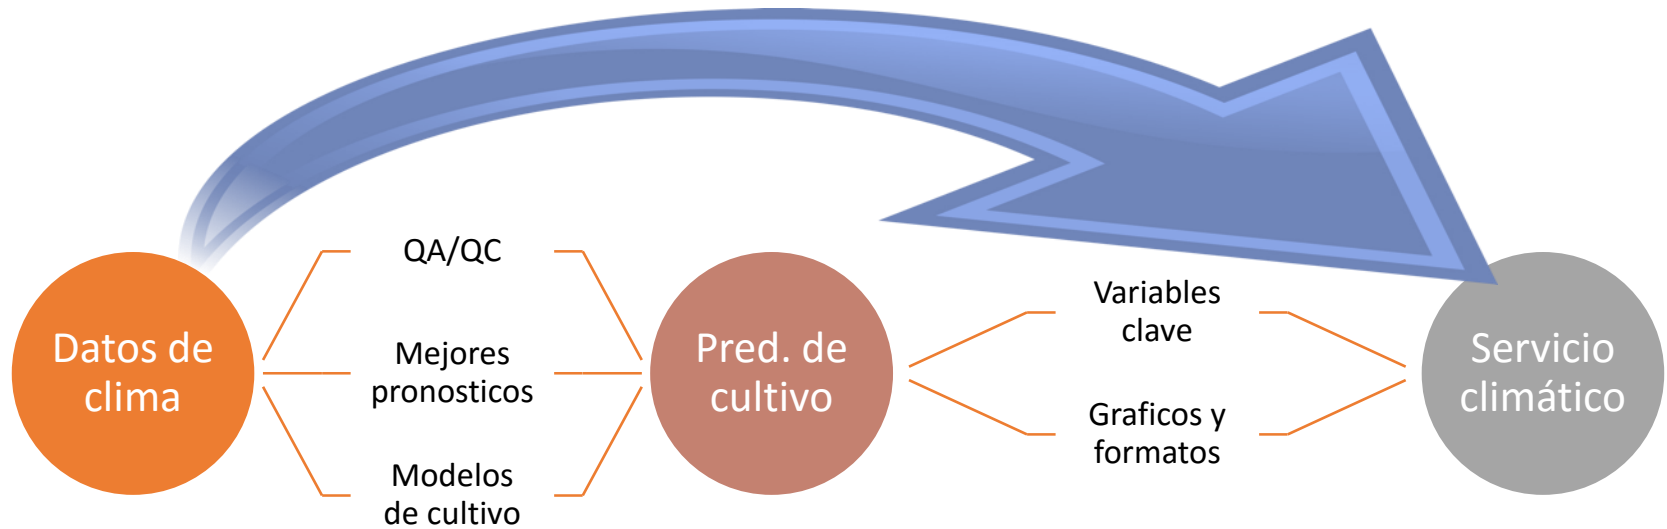 Datos de
clima
QA/QC
Mejores
pronosticos
Modelos
de cultivo
Pred. de
cultivo
Variables
clave
Graficos y
formatos
Servicio
climático